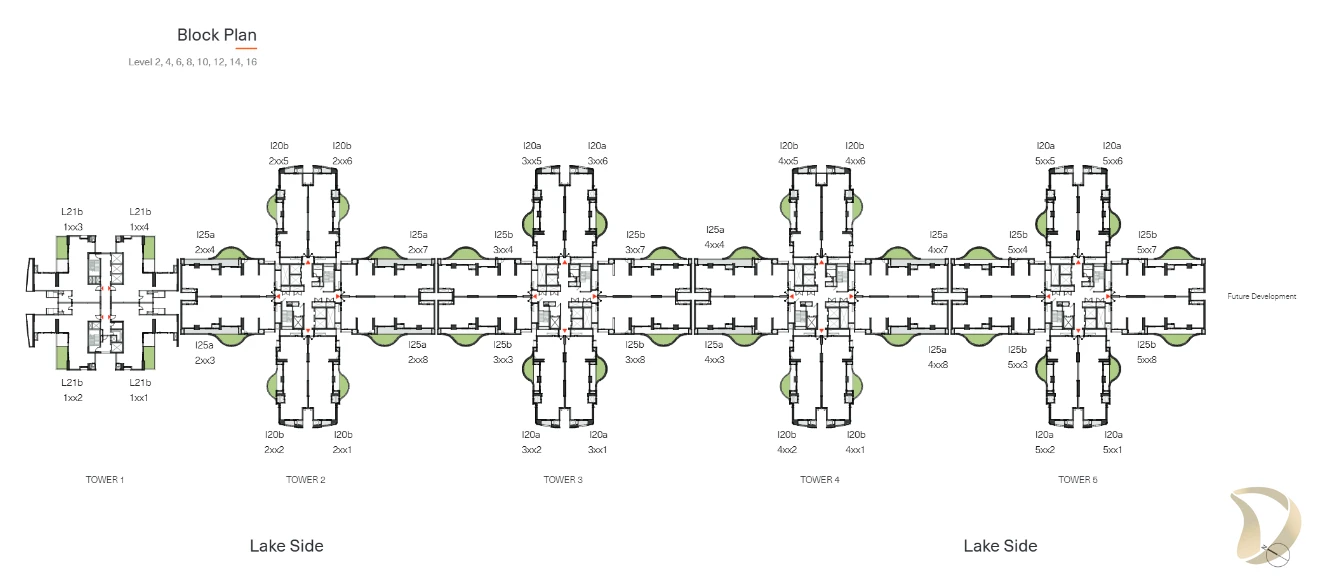 Block Plan
Level 2, 4, 6, 8, 10, 12, 14, 16
I20b I20b I20a I20a I20b I20b I20a I20a
2xx5 2xx6 3xx5 3xx6 4xx5 4xx6 5xx5 5xx6
L21b L21b
1xx3 1xx4
I25a I25a I25b I25b I25a I25a I25b I25b
2xx4 2xx7 3xx4 3xx7 4xx4 4xx7 5xx4 5xx7
Future Development
I25a I25a I25b I25b I25a I25a I25b I25b
2xx3 2xx8 3xx3 3xx8 4xx3 4xx8 5xx3 5xx8
L21b L21b
1xx2 1xx1
I20b I20b I20a I20a I20b I20b I20a I20a
2xx2 2xx1 3xx2 3xx1 4xx2 4xx1 5xx2 5xx1
TOWER 1 TOWER 2 TOWER 3 TOWER 4 TOWER 5
Lake Side Lake Side
N